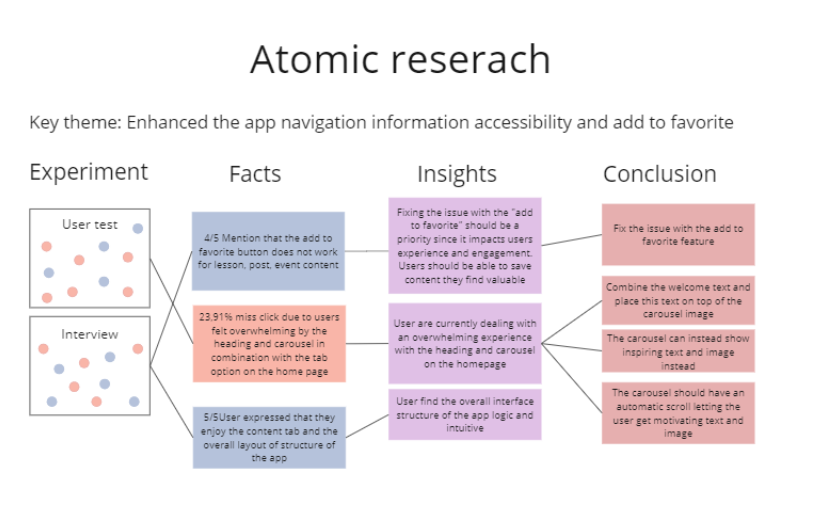 Atomic reserach
Key theme: Enhanced the app navigation information accessibility and add to favorite
Experiment
Facts
Insights
Conclusion
User test
Interview
4/5 Mention that the add to
favorite button does not work
for lesson, post, event content
23,91% miss click due to users
felt overwhelming by the
heading and carousel in
combination with the tab
option on the home page
5/5User expressed that they
enjoy the content tab and the
overall layout of structure of
the app
Fixing the issue with the "add
to favorite" should be a
priority since it impacts users
experience and engagement.
Users should be able to save
content they find valuable
User are currently dealing with
an overwhelming experience
with the heading and carousel
on the homepage
User find the overall interface
structure of the app logic and
intuitive
Fix the issue with the add to
favorite feature
Combine the welcome text and
place this text on top of the
carousel image
The carousel can instead show
inspiring text and image
instead
The carousel should have an
automatic scroll letting the
user get motivating text and
image